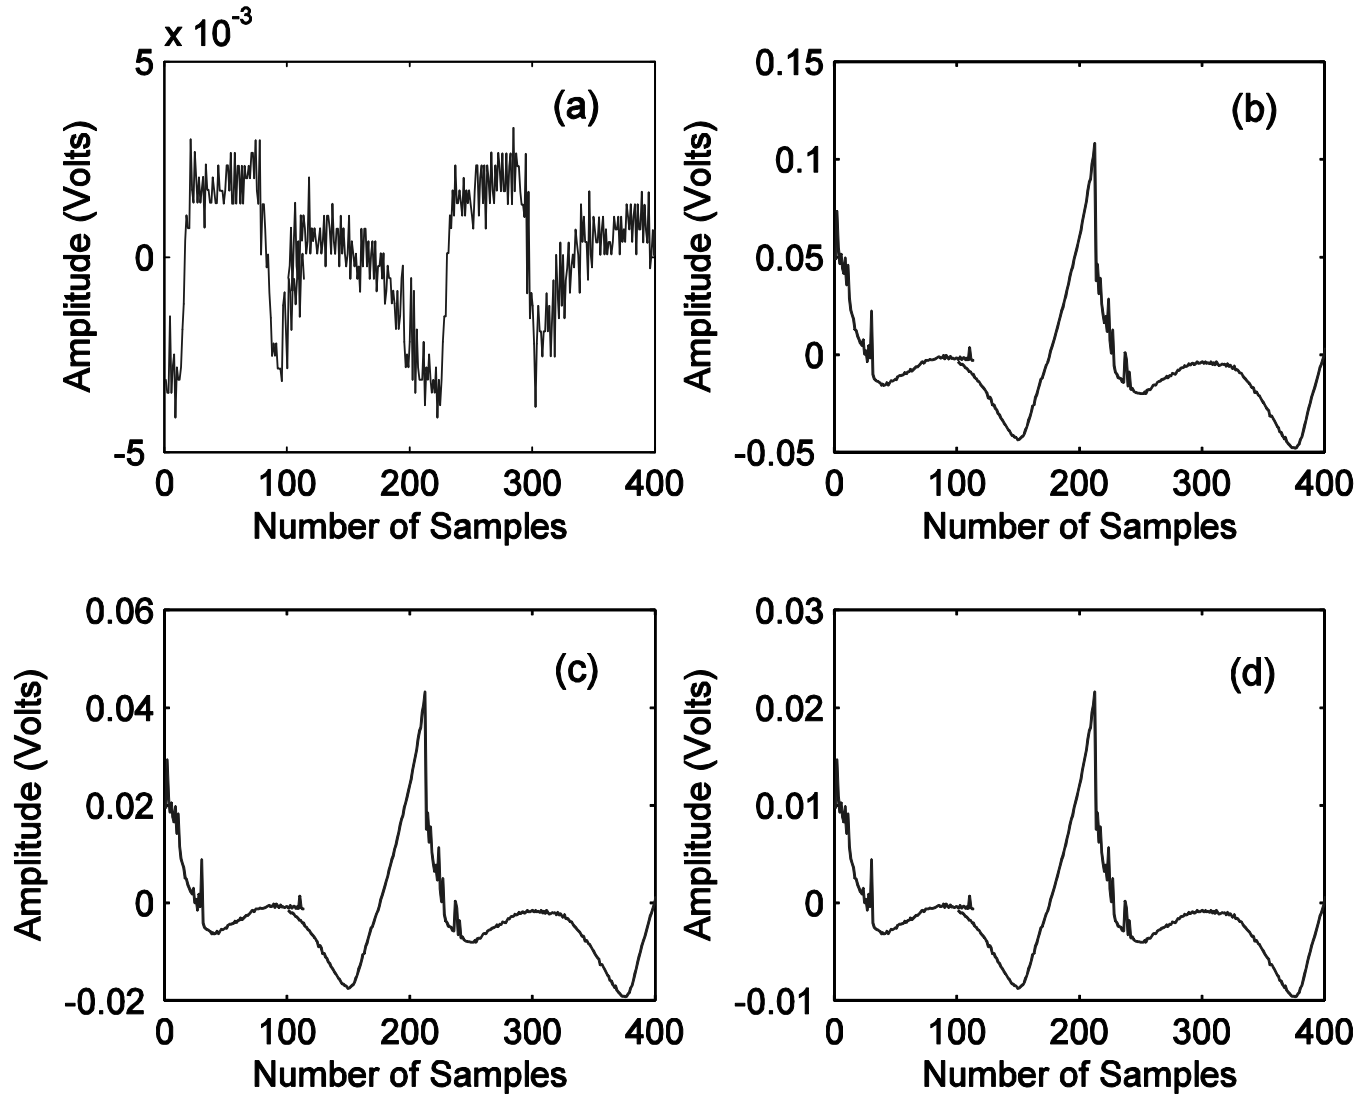 x 10-3
5
0
-5
0 100 200 300 400
Amplitude (Volts)
Number of Samples
(a)
0.15
0.1
0.05
0
-0.05
0 100 200 300 400
Amplitude (Volts)
Number of Samples
(b)
0.06
0.04
0.02
0
-0.02
0 100 200 300 400
Amplitude (Volts)
Number of Samples
(c)
0.03
0.02
0.01
0
-0.01
0 100 200 300 400
Amplitude (Volts)
Number of Samples
(d)